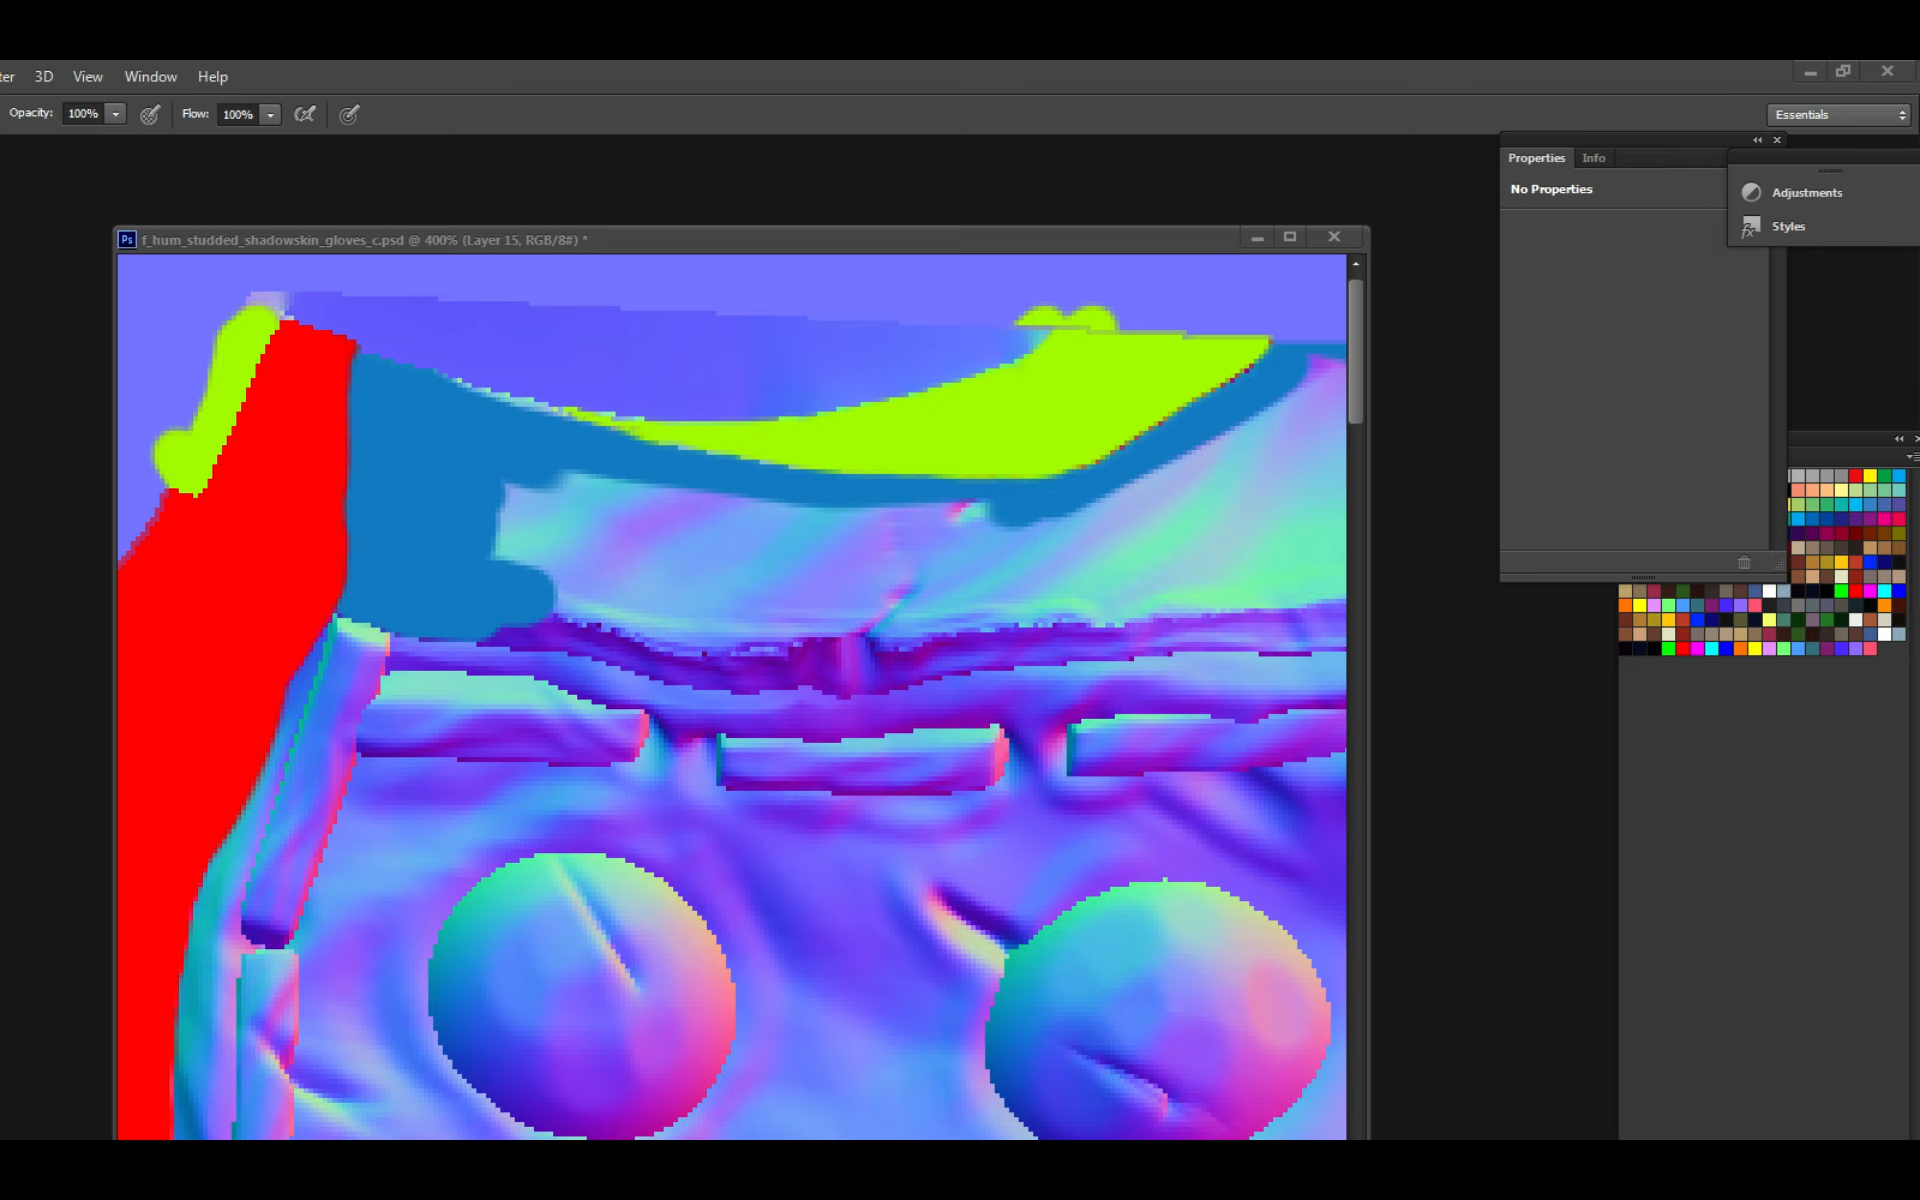 ter 3D View Window Help
Opacity: 100% Flow: 100% Essentials
Properties Info
No Properties
Adjustments
Styles
Ps f_hum_studded_shadowskin_gloves_c.psd @ 400% (Layer 15, RGB/8#) *